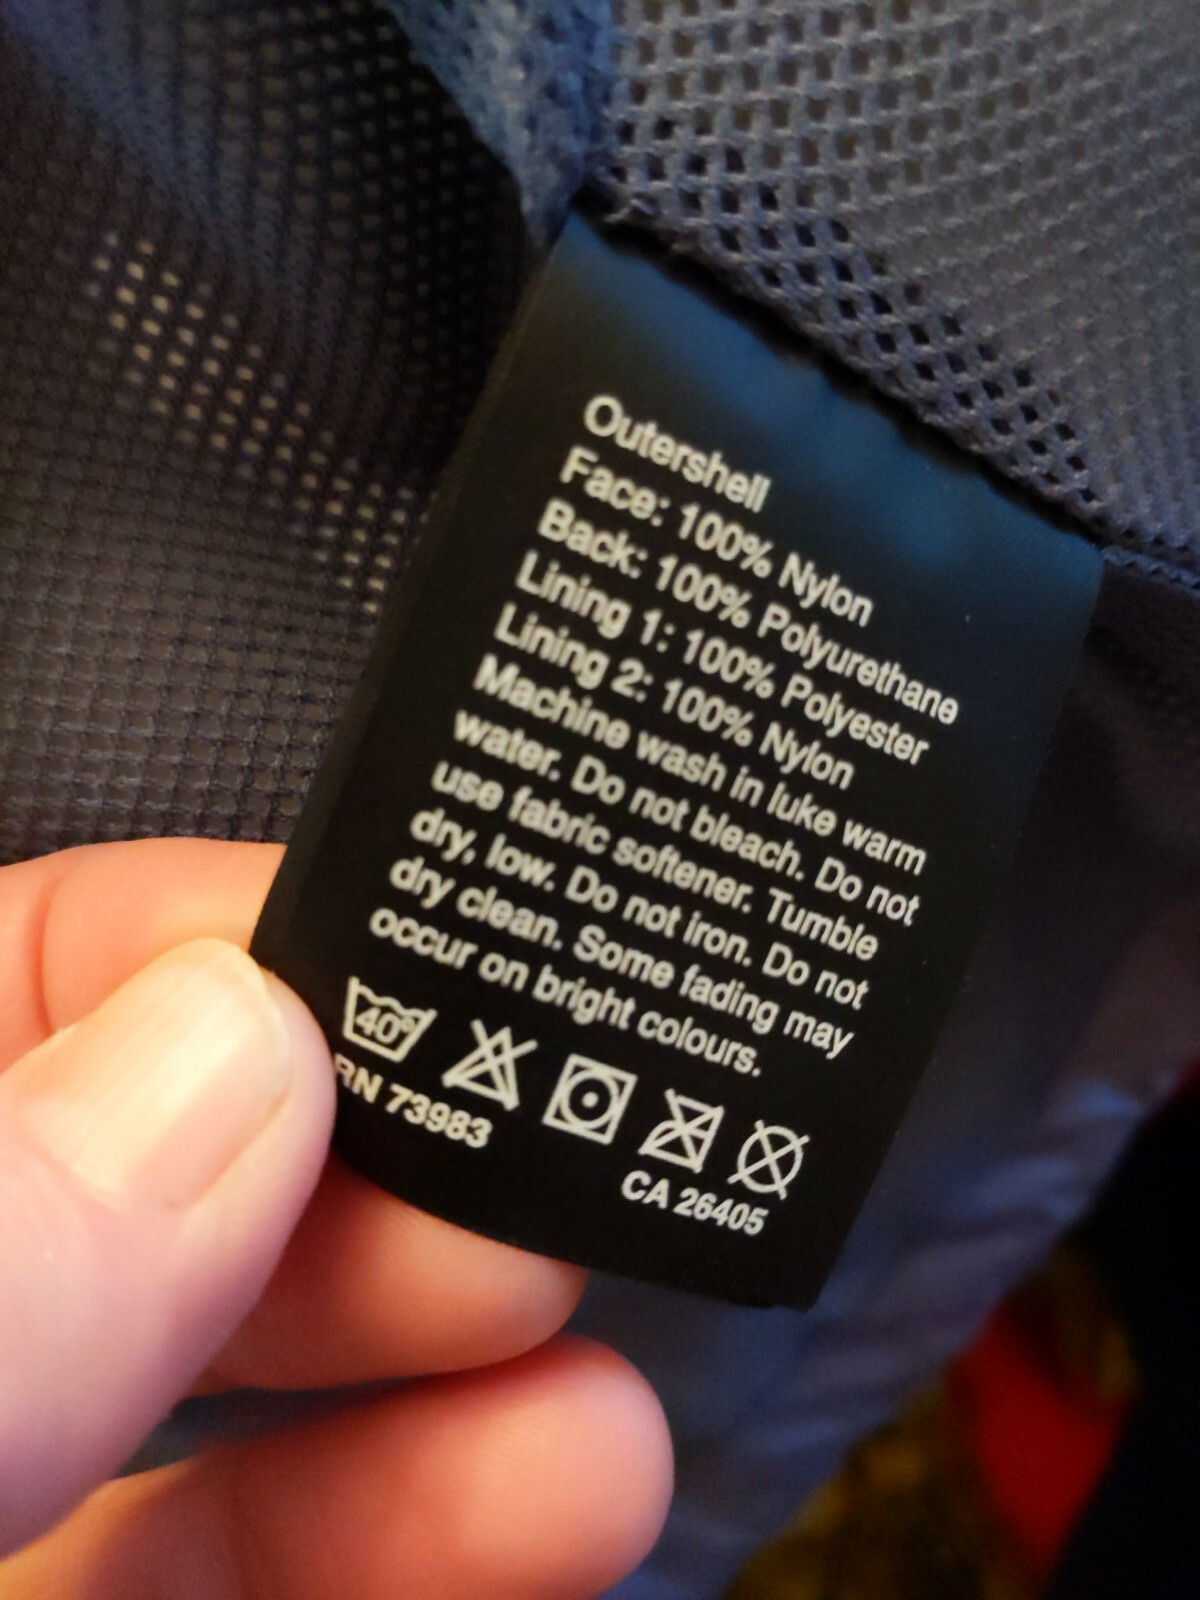 Outershell
Face: 100% Nylon
Back: 100% Polyurethane
Lining 1: 100% Polyester
Lining 2: 100% Nylon
Machine wash in luke warm
water. Do not bleach. Do not
use fabric softener. Tumble
dry, low. Do not iron. Do not
dry clean. Some fading may
occur on bright colours.
40°
RN 73983
CA 26405